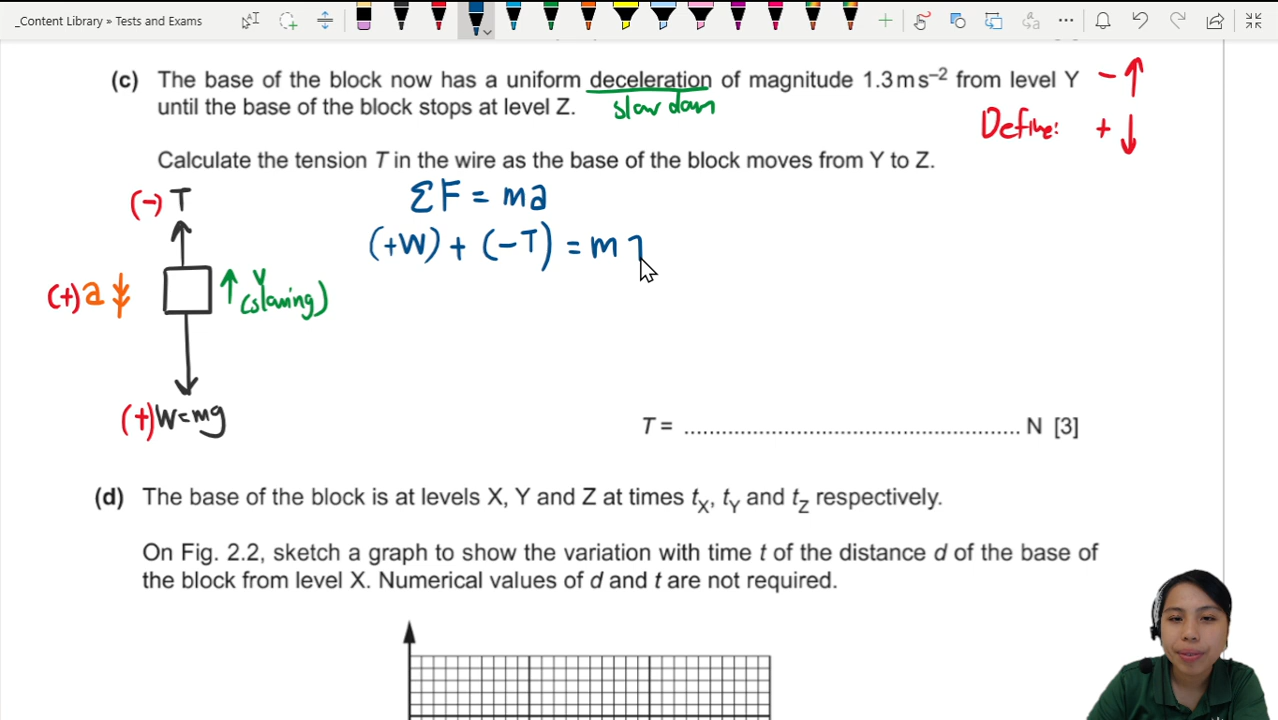 _Content Library » Tests and Exams
(c) The base of the block now has a uniform deceleration of magnitude 1.3 m s⁻² from level Y
until the base of the block stops at level Z.
slow down
− ↑
Define: + ↓
Calculate the tension T in the wire as the base of the block moves from Y to Z.
(−) T
ΣF = ma
(+W) + (−T) = m
(+) a
v
(slowing)
(+) W=mg
T = ........................................ N [3]
(d) The base of the block is at levels X, Y and Z at times tX, tY and tZ respectively.
On Fig. 2.2, sketch a graph to show the variation with time t of the distance d of the base of
the block from level X. Numerical values of d and t are not required.